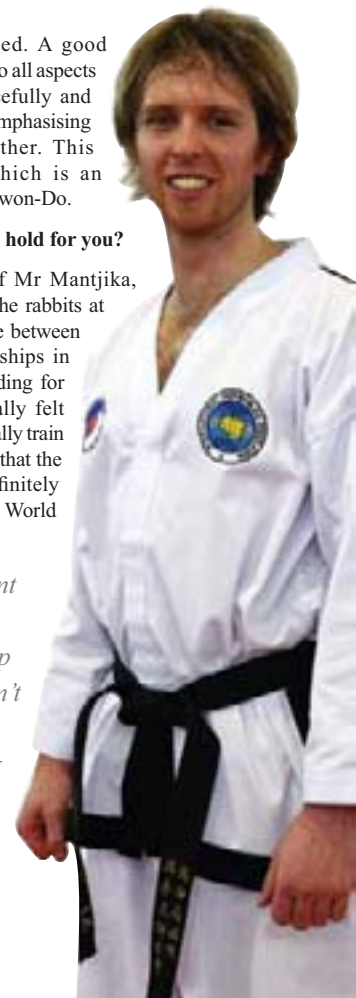 ed. A good
o all aspects
efully and
mphasising
ther. This
hich is an
won-Do.
hold for you?
f Mr Mantjika,
he rabbits at
e between
ships in
ding for
ally felt
ally train
that the
finitely
World
nt
p
n't